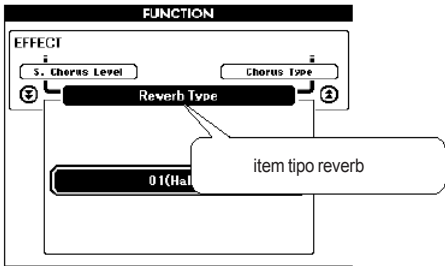 FUNCTION
EFFECT
S. Chorus Level
Chorus Type
Reverb Type
item tipo reverb
01(Hal